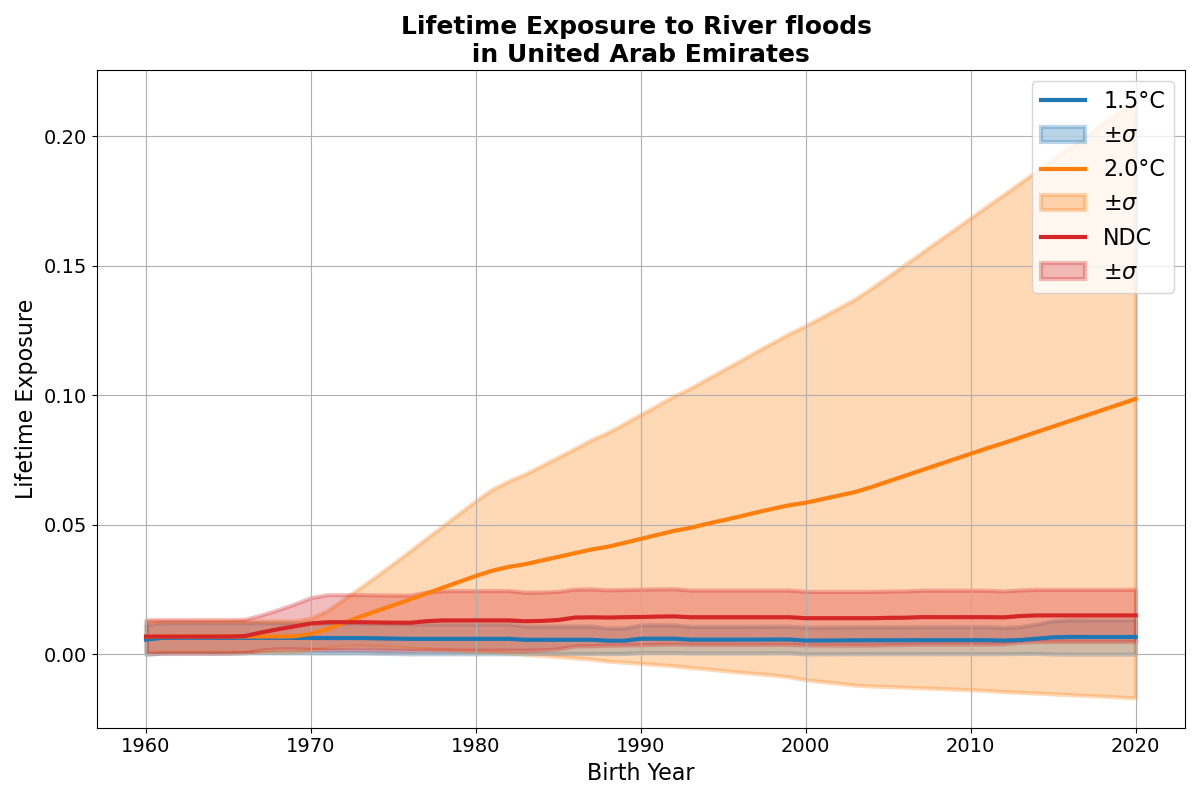 Lifetime Exposure to River floods
in United Arab Emirates
Lifetime Exposure
0.20
0.15
0.10
0.05
0.00
1960
1970
1980
1990
2000
2010
2020
Birth Year
1.5°C
±σ
2.0°C
±σ
NDC
±σ